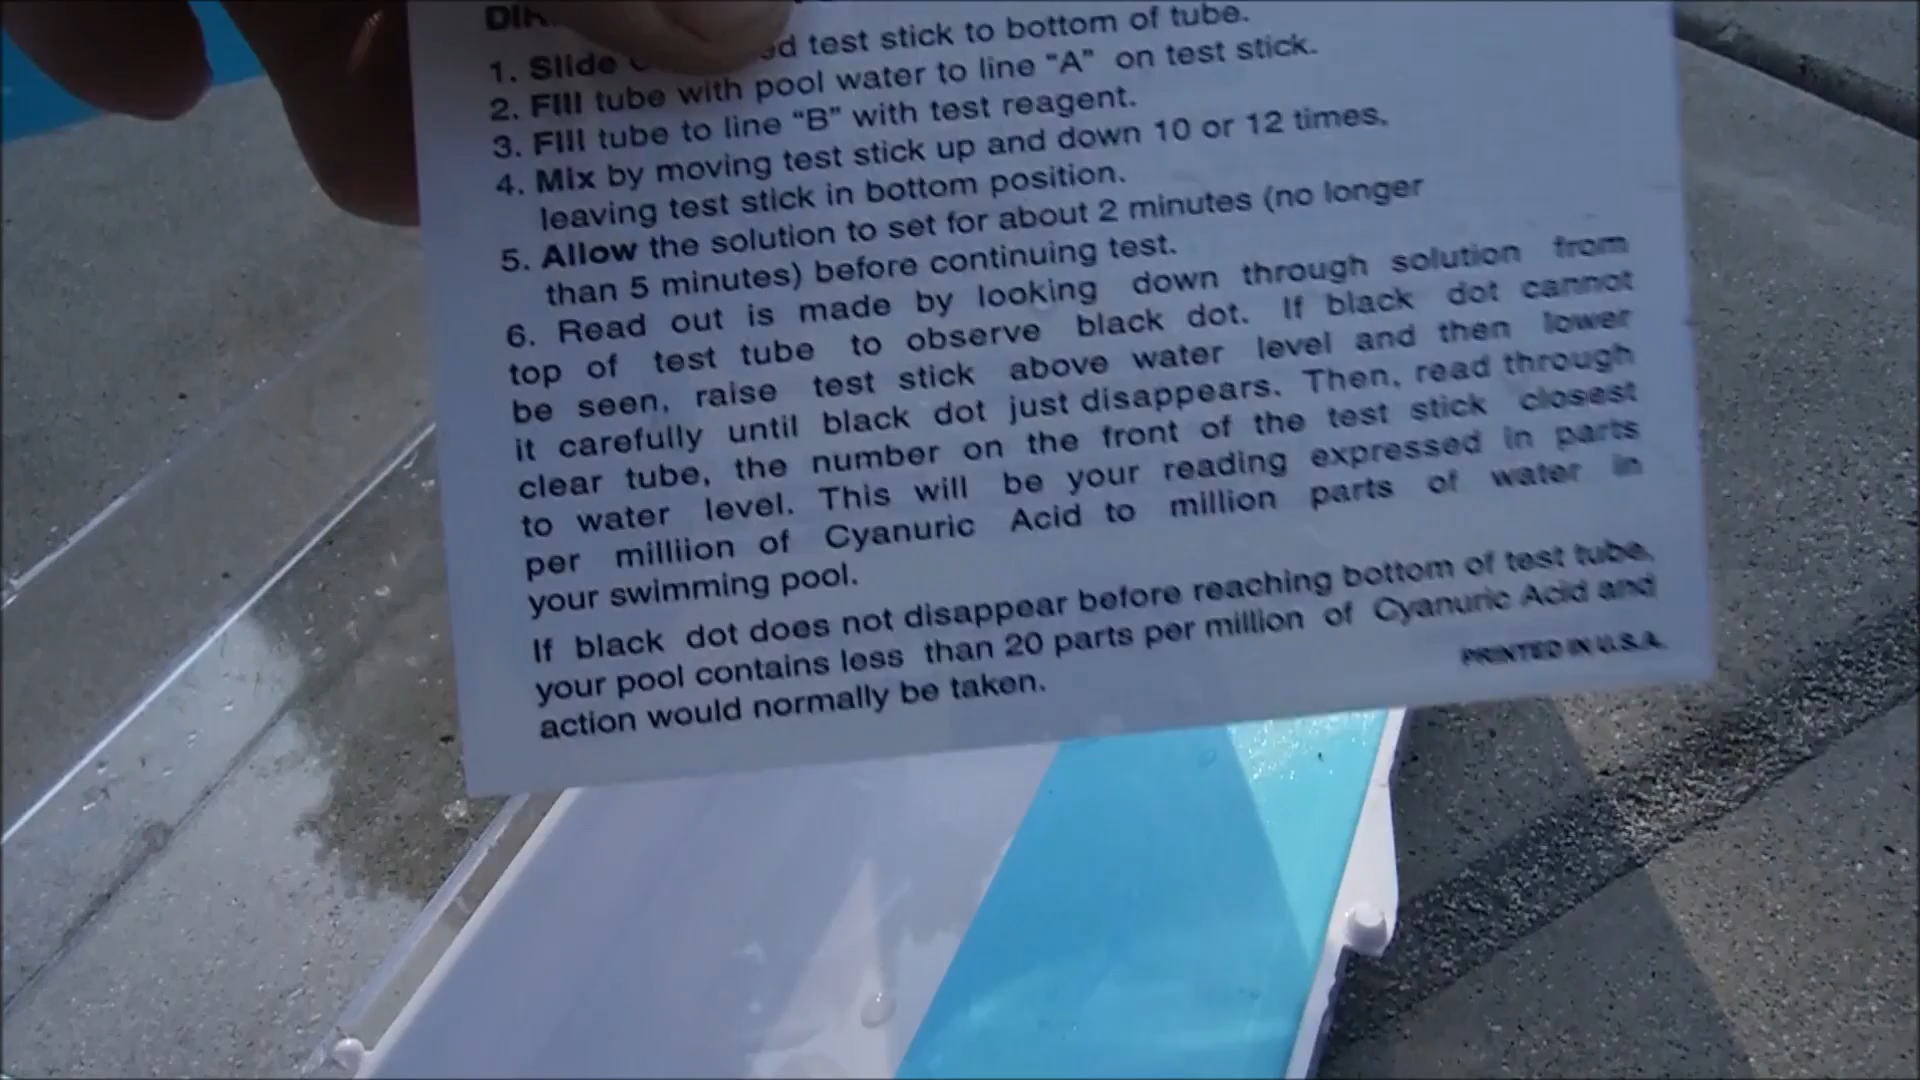 1. Slide ed test stick to bottom of tube.
2. Fill tube with pool water to line “A” on test stick.
3. Fill tube to line “B” with test reagent.
4. Mix by moving test stick up and down 10 or 12 times,
leaving test stick in bottom position.
5. Allow the solution to set for about 2 minutes (no longer
than 5 minutes) before continuing test.
6. Read out is made by looking down through solution from
top of test tube to observe black dot. If black dot cannot
be seen, raise test stick above water level and then lower
it carefully until black dot just disappears. Then, read through
clear tube, the number on the front of the test stick closest
to water level. This will be your reading expressed in parts
per milliion of Cyanuric Acid to million parts of water in
your swimming pool.
If black dot does not disappear before reaching bottom of test tube,
your pool contains less than 20 parts per million of Cyanuric Acid and
action would normally be taken.
PRINTED IN U.S.A.